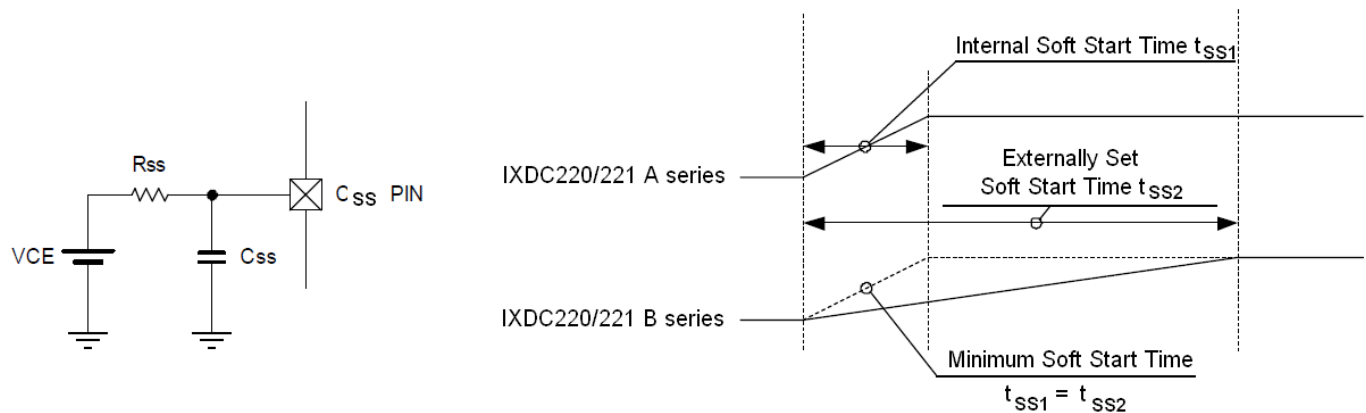 Rss
CSS PIN
VCE
Css
Internal Soft Start Time tSS1
IXDC220/221 A series
Externally Set
Soft Start Time tSS2
IXDC220/221 B series
Minimum Soft Start Time
tSS1 = tSS2